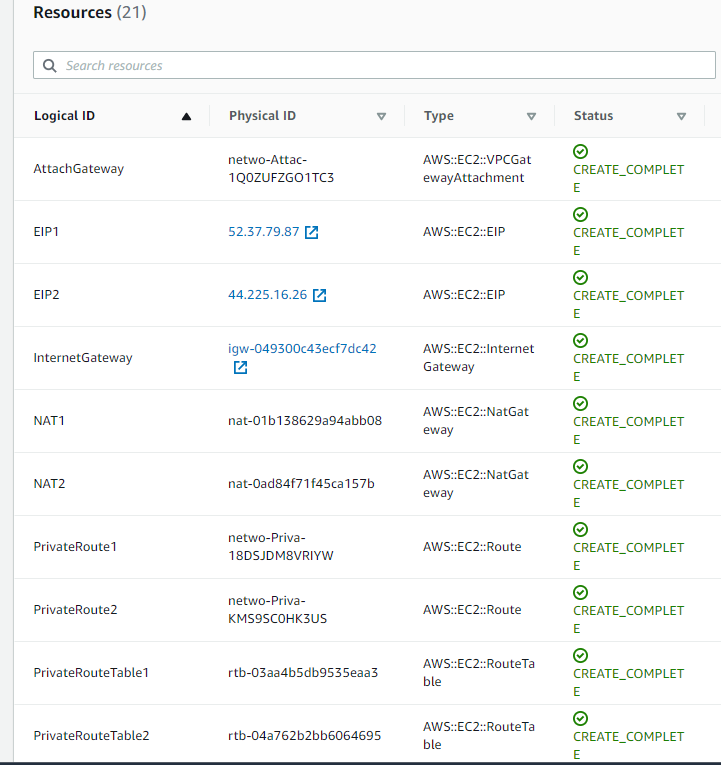 Resources (21)
Search resources
Logical ID Physical ID Type Status
AttachGateway netwo-Attac-1Q0ZUFZGO1TC3 AWS::EC2::VPCGatewayAttachment CREATE_COMPLETE
EIP1 52.37.79.87 AWS::EC2::EIP CREATE_COMPLETE
EIP2 44.225.16.26 AWS::EC2::EIP CREATE_COMPLETE
InternetGateway igw-049300c43ecf7dc42 AWS::EC2::InternetGateway CREATE_COMPLETE
NAT1 nat-01b138629a94abb08 AWS::EC2::NatGateway CREATE_COMPLETE
NAT2 nat-0ad84f71f45ca157b AWS::EC2::NatGateway CREATE_COMPLETE
PrivateRoute1 netwo-Priva-18DSJDM8VRIYW AWS::EC2::Route CREATE_COMPLETE
PrivateRoute2 netwo-Priva-KMS9SC0HK3US AWS::EC2::Route CREATE_COMPLETE
PrivateRouteTable1 rtb-03aa4b5db9535eaa3 AWS::EC2::RouteTable CREATE_COMPLETE
PrivateRouteTable2 rtb-04a762b2bb6064695 AWS::EC2::RouteTable CREATE_COMPLETE